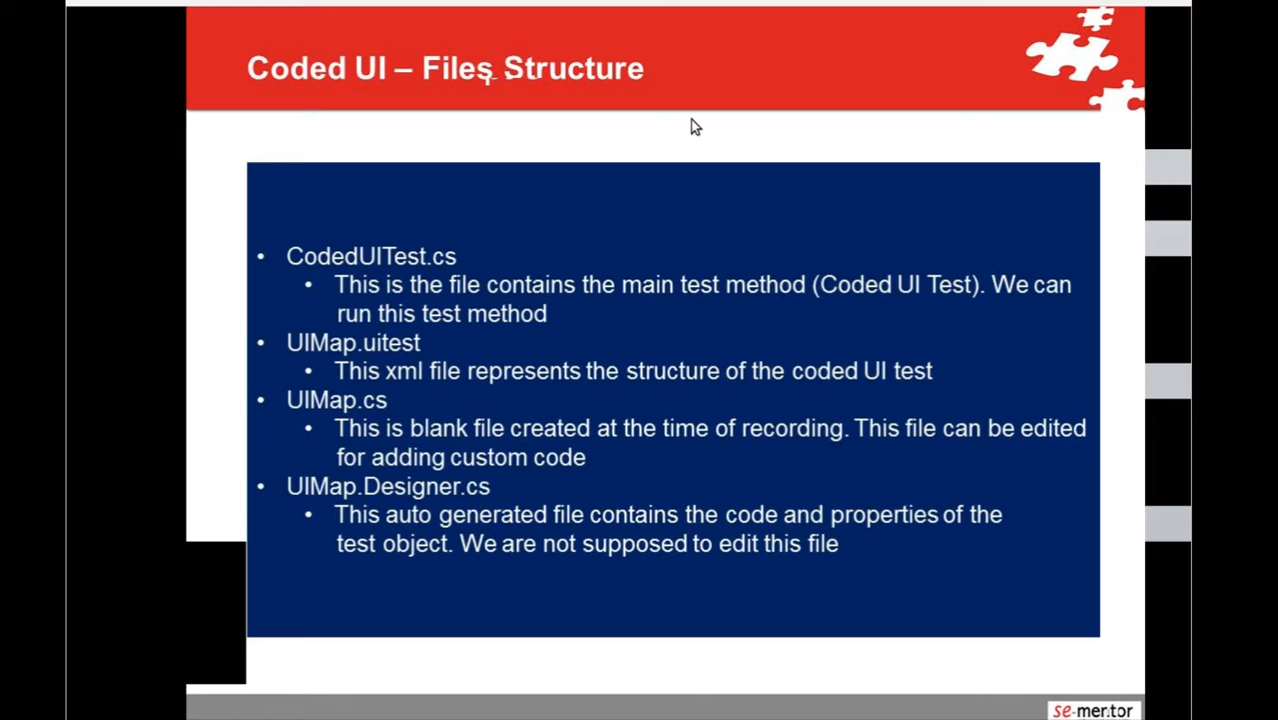 Coded UI – Files Structure
• CodedUITest.cs
• This is the file contains the main test method (Coded UI Test). We can
run this test method
• UIMap.uitest
• This xml file represents the structure of the coded UI test
• UIMap.cs
• This is blank file created at the time of recording. This file can be edited
for adding custom code
• UIMap.Designer.cs
• This auto generated file contains the code and properties of the
test object. We are not supposed to edit this file
se-mentor